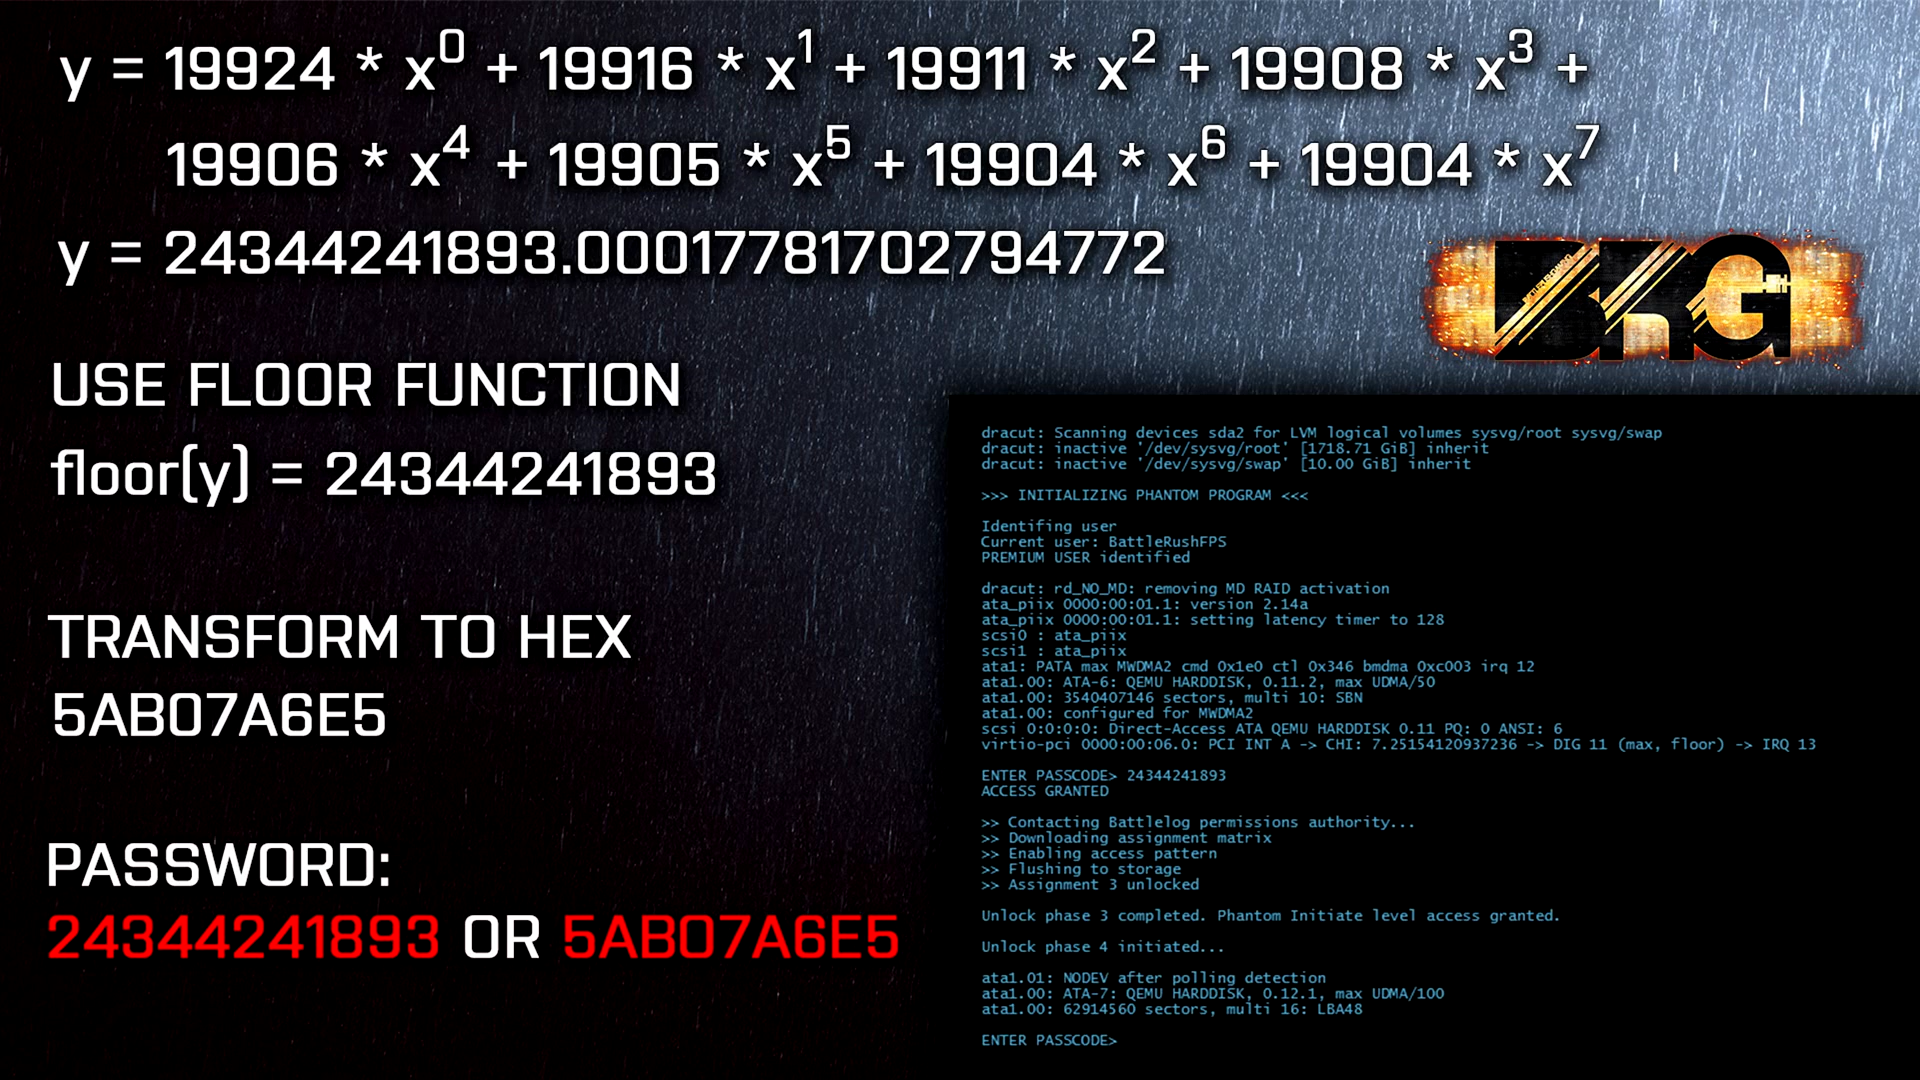 y = 19924 * x⁰ + 19916 * x¹ + 19911 * x² + 19908 * x³ +
19906 * x⁴ + 19905 * x⁵ + 19904 * x⁶ + 19904 * x⁷
y = 24344241893.00017781702794772
BRG
USE FLOOR FUNCTION
floor(y) = 24344241893
TRANSFORM TO HEX
5AB07A6E5
PASSWORD:
24344241893 OR 5AB07A6E5
dracut: Scanning devices sda2 for LVM logical volumes sysvg/root sysvg/swap
dracut: inactive '/dev/sysvg/root' [1718.71 GiB] inherit
dracut: inactive '/dev/sysvg/swap' [10.00 GiB] inherit
>>> INITIALIZING PHANTOM PROGRAM <<<
Identifing user
Current user: BattleRushFPS
PREMIUM USER identified
dracut: rd_NO_MD: removing MD RAID activation
ata_piix 0000:00:01.1: version 2.14a
ata_piix 0000:00:01.1: setting latency timer to 128
scsi0 : ata_piix
scsi1 : ata_piix
ata1: PATA max MWDMA2 cmd 0x1e0 ctl 0x346 bmdma 0xc003 irq 12
ata1.00: ATA-6: QEMU HARDDISK, 0.11.2, max UDMA/50
ata1.00: 3540407146 sectors, multi 10: SBN
ata1.00: configured for MWDMA2
scsi 0:0:0:0: Direct-Access ATA QEMU HARDDISK 0.11 PQ: 0 ANSI: 6
virtio-pci 0000:00:06.0: PCI INT A -> CHI: 7.25154120937236 -> DIG 11 (max, floor) -> IRQ 13
ENTER PASSCODE> 24344241893
ACCESS GRANTED
>> Contacting Battlelog permissions authority...
>> Downloading assignment matrix
>> Enabling access pattern
>> Flushing to storage
>> Assignment 3 unlocked
Unlock phase 3 completed. Phantom Initiate level access granted.
Unlock phase 4 initiated...
ata1.01: NODEV after polling detection
ata1.00: ATA-7: QEMU HARDDISK, 0.12.1, max UDMA/100
ata1.00: 62914560 sectors, multi 16: LBA48
ENTER PASSCODE>